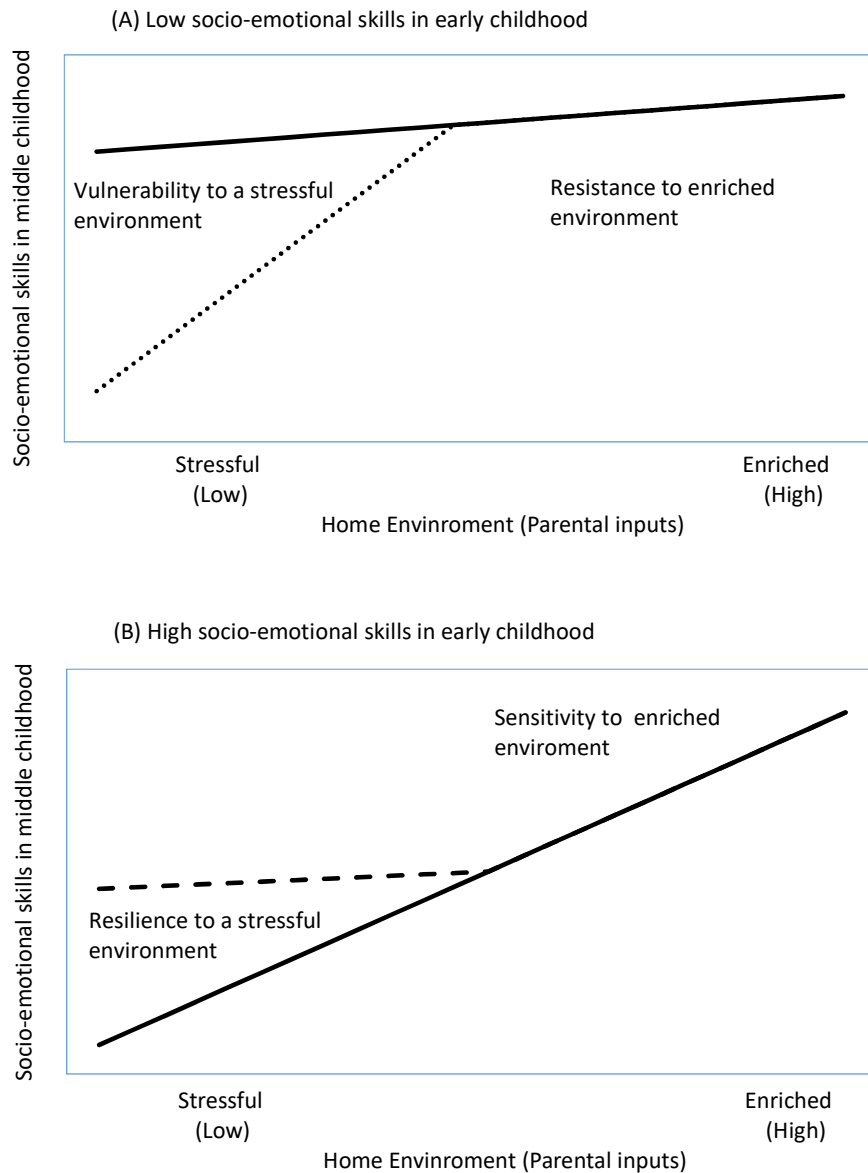 (A) Low socio-emotional skills in early childhood
Socio-emotional skills in middle childhood
Vulnerability to a stressful
environment
Resistance to enriched
environment
Stressful
(Low)
Enriched
(High)
Home Envinroment (Parental inputs)
(B) High socio-emotional skills in early childhood
Socio-emotional skills in middle childhood
Sensitivity to enriched
enviroment
Resilience to a stressful
environment
Stressful
(Low)
Enriched
(High)
Home Envinroment (Parental inputs)